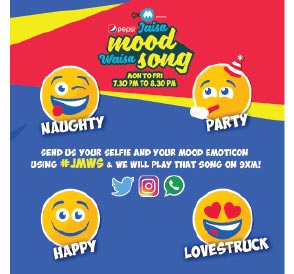 9XM
pepsi Jaisa
mood
Waisa song
MON TO FRI
7.30 PM TO 8.30 PM
NAUGHTY
PARTY
SEND US YOUR SELFIE AND YOUR MOOD EMOTICON
USING #JMWS & WE WILL PLAY THAT SONG ON 9XM!
HAPPY
LOVESTRUCK